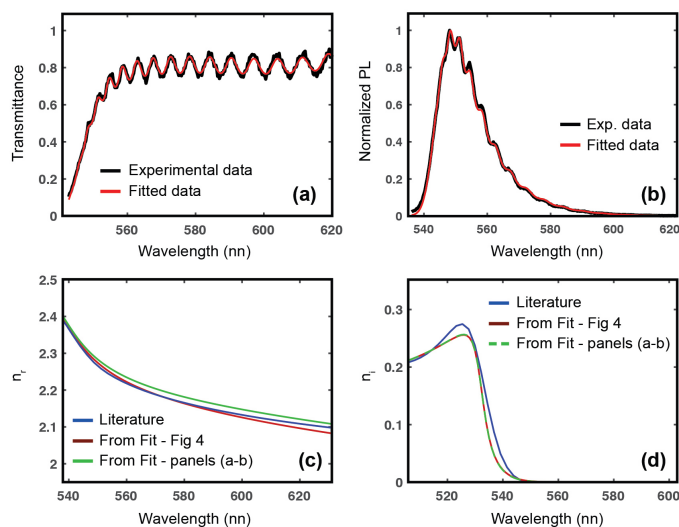 Transmittance
1
0.8
0.6
0.4
0.2
0
Experimental data
Fitted data
(a)
560
580
600
620
Wavelength (nn)
Normalized PL
1
0.8
0.6
0.4
0.2
0
Exp. data
Fitted data
(b)
540
560
580
600
620
Wavelength (nn)
n_r
2.5
2.4
2.3
2.2
2.1
2
Literature
From Fit - Fig 4
From Fit - panels (a-b)
(c)
540
560
580
600
620
Wavelength (nn)
n_i
0.3
0.2
0.1
0
Literature
From Fit - Fig 4
From Fit - panels (a-b)
(d)
520
540
560
580
600
Wavelength (nn)